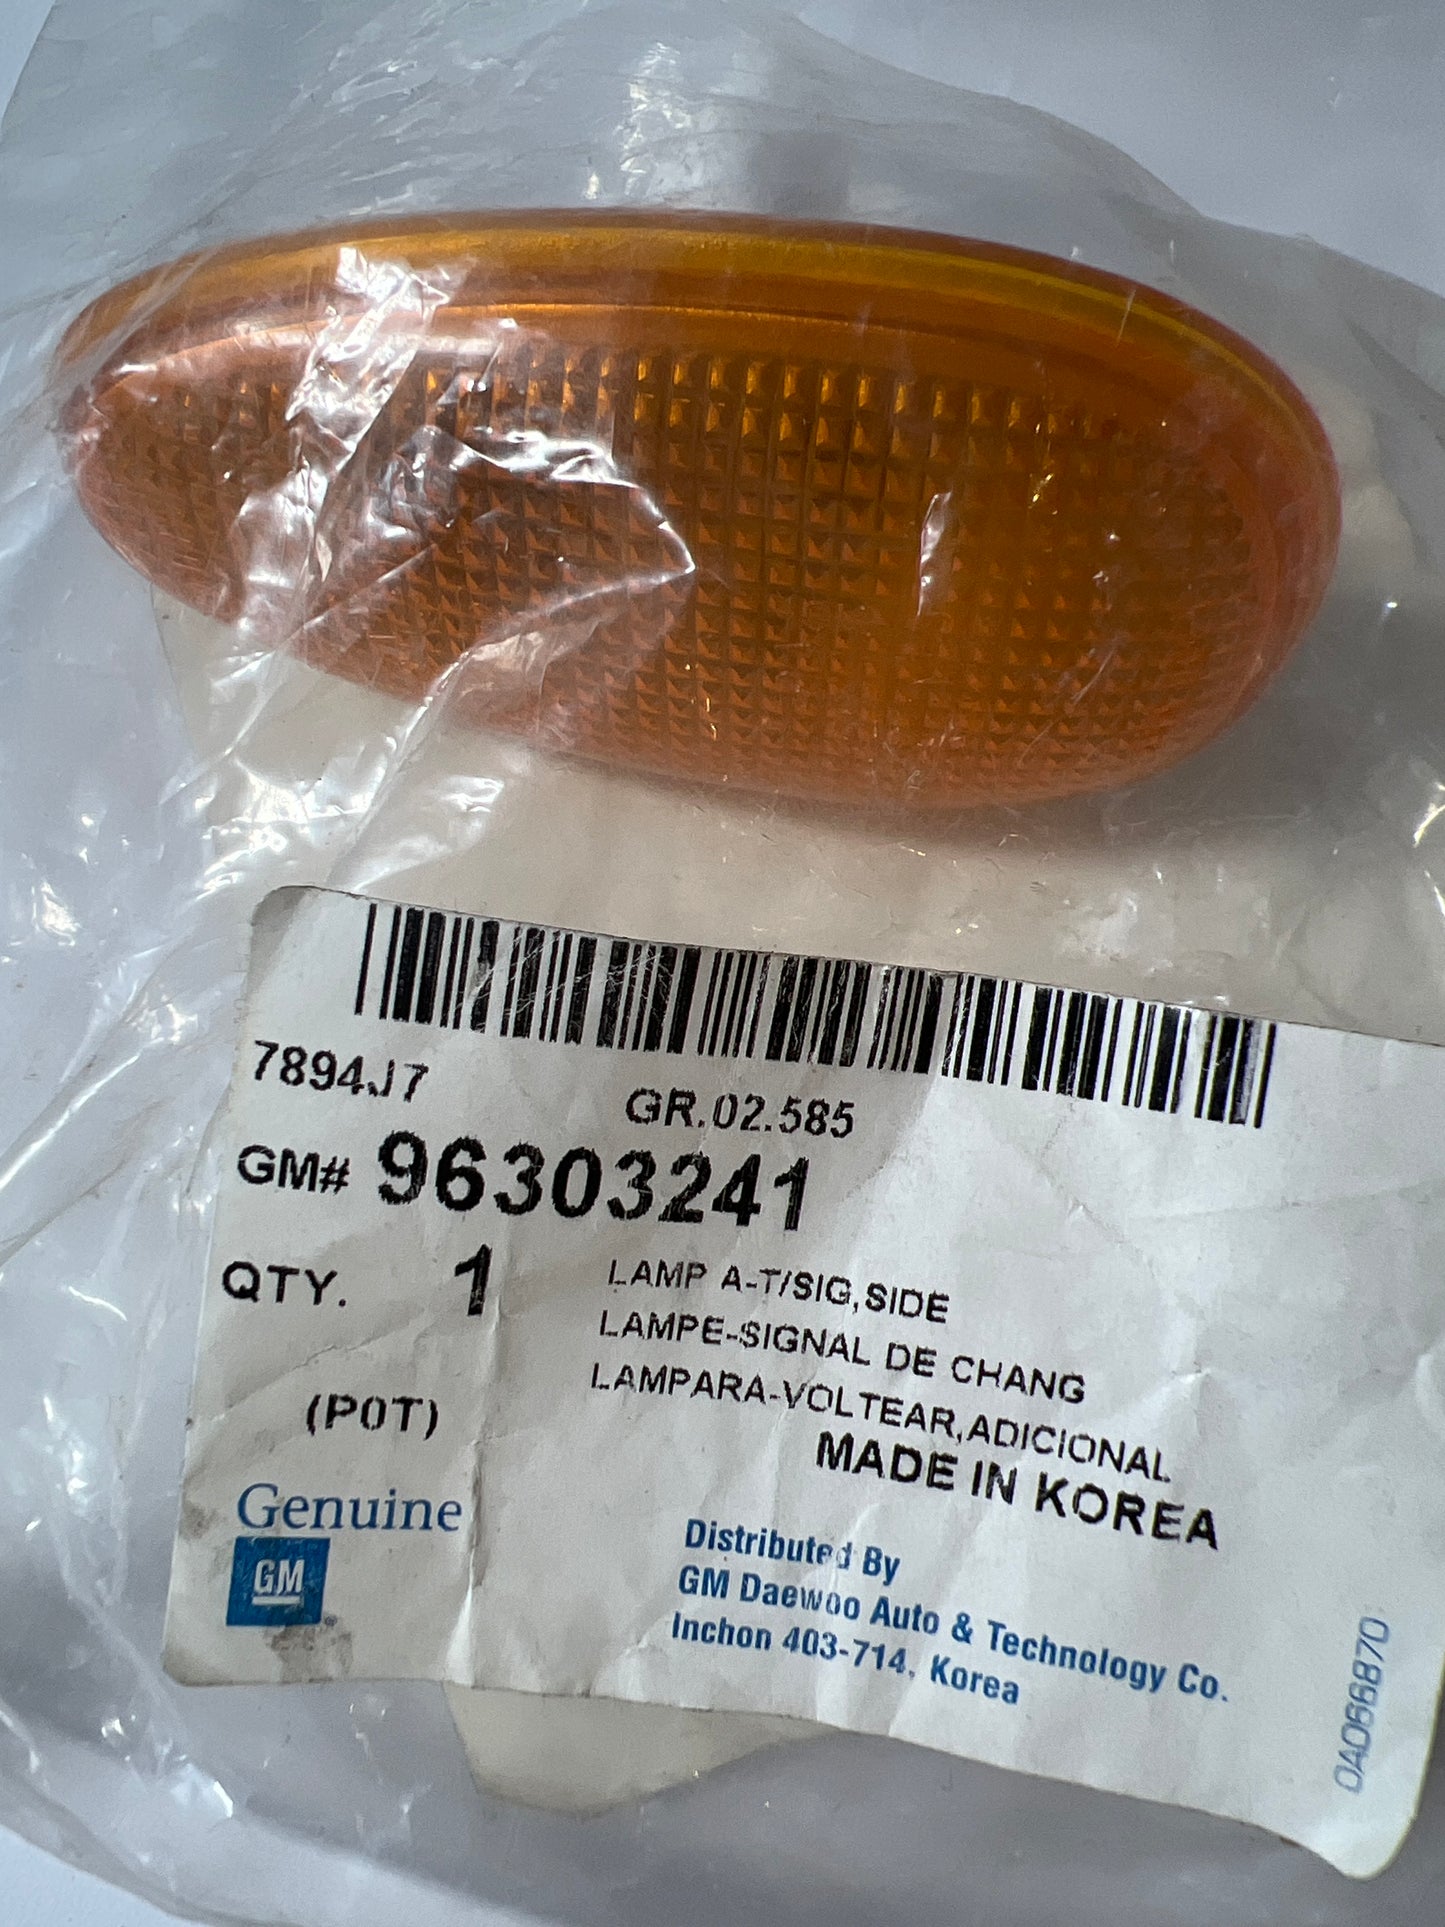 7894J7
GR.02.585
GM# 96303241
QTY. 1
LAMP A-T/SIG,SIDE
LAMPE-SIGNAL DE CHANG
LAMPARA-VOLTEAR,ADICIONAL
(P0T)
MADE IN KOREA
Genuine
GM
Distributed By
GM Daewoo Auto & Technology Co.
Inchon 403-714, Korea
0A066870